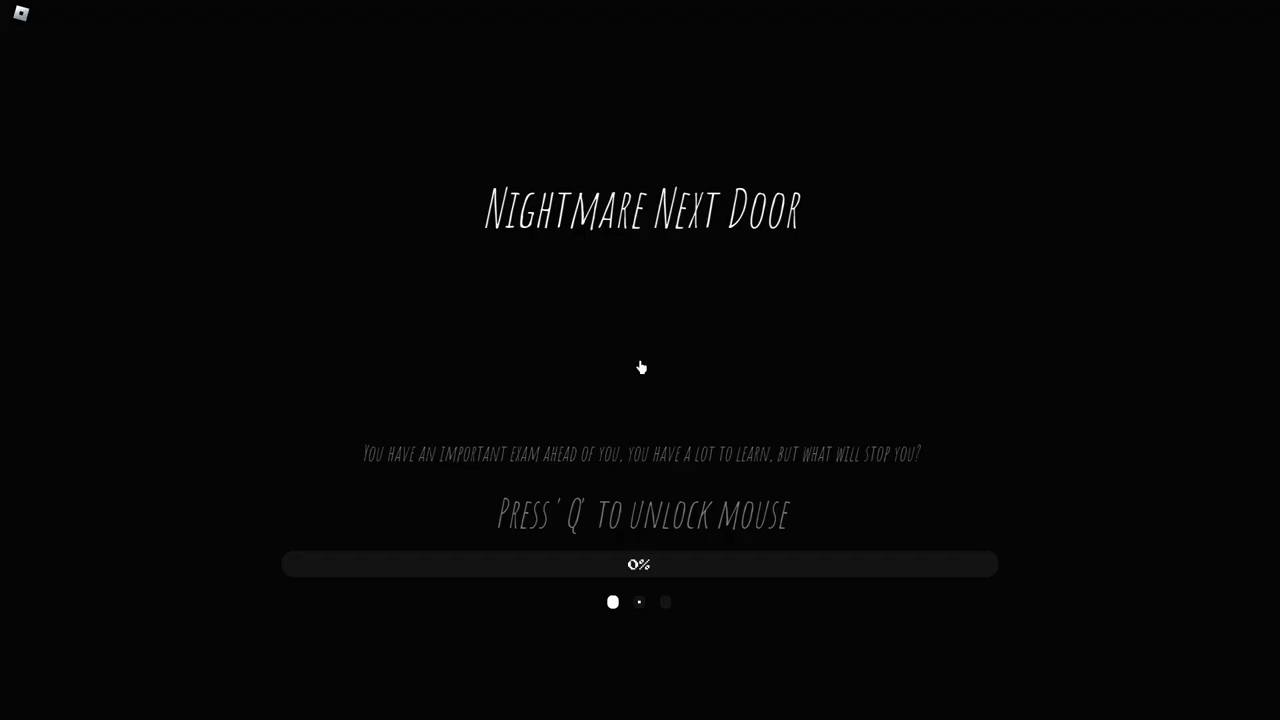 Nightmare Next Door
You have an important exam ahead of you, you have a lot to learn, but what will stop you?
Press 'Q' to unlock mouse
0%